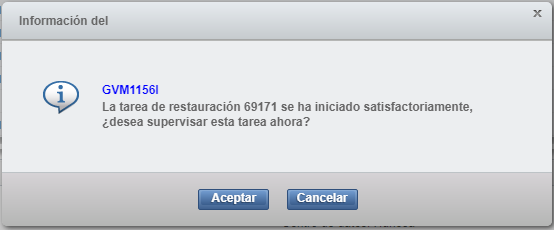 Información del
x
GVM1156I
La tarea de restauración 69171 se ha iniciado satisfactoriamente,
¿desea supervisar esta tarea ahora?
Aceptar
Cancelar